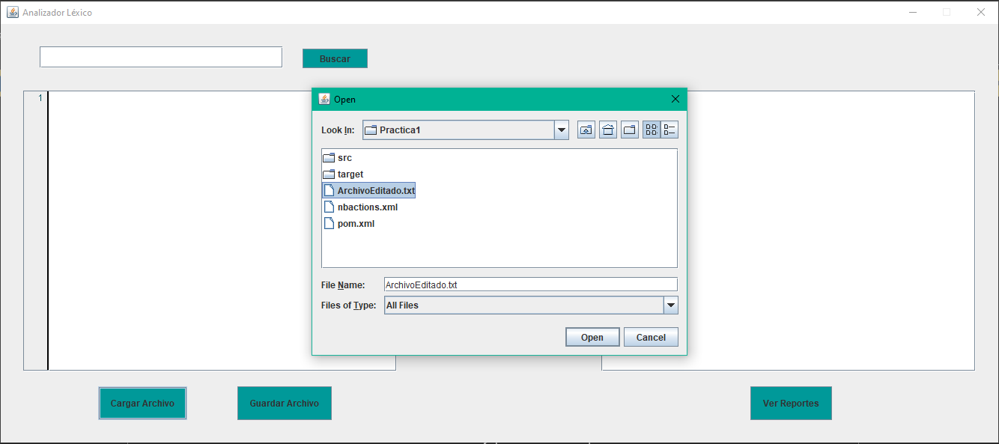 Analizador Léxico
Buscar
1
Open
Look In: Practica1
src
target
ArchivoEditado.txt
nbactions.xml
pom.xml
File Name: ArchivoEditado.txt
Files of Type: All Files
Open Cancel
Cargar Archivo Guardar Archivo Ver Reportes